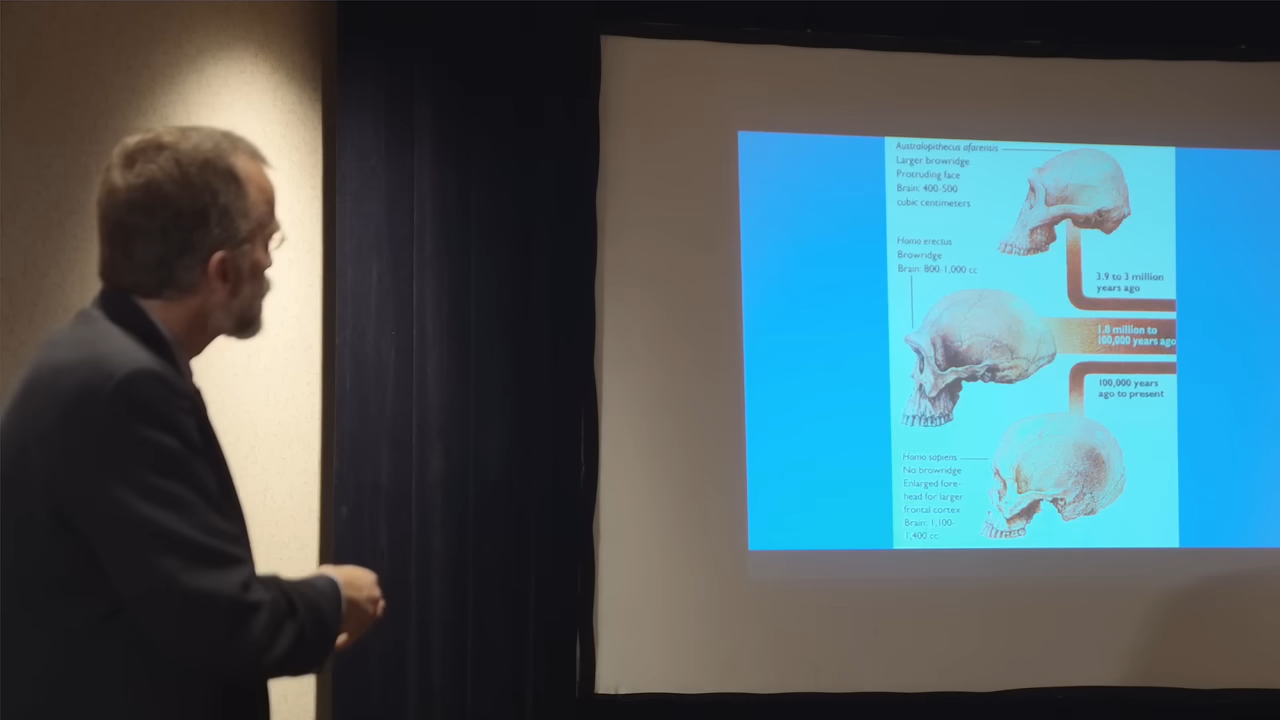 Australopithecus afarensis
Larger browridge
Protruding face
Brain: 400-500
cubic centimeters
3.9 to 3 million
years ago
Homo erectus
Browridge
Brain: 800-1,000 cc
1.8 million to
100,000 years ago
100,000 years
ago to present
Homo sapiens
No browridge
Enlarged fore-
head for larger
frontal cortex
Brain: 1,100-
1,400 cc